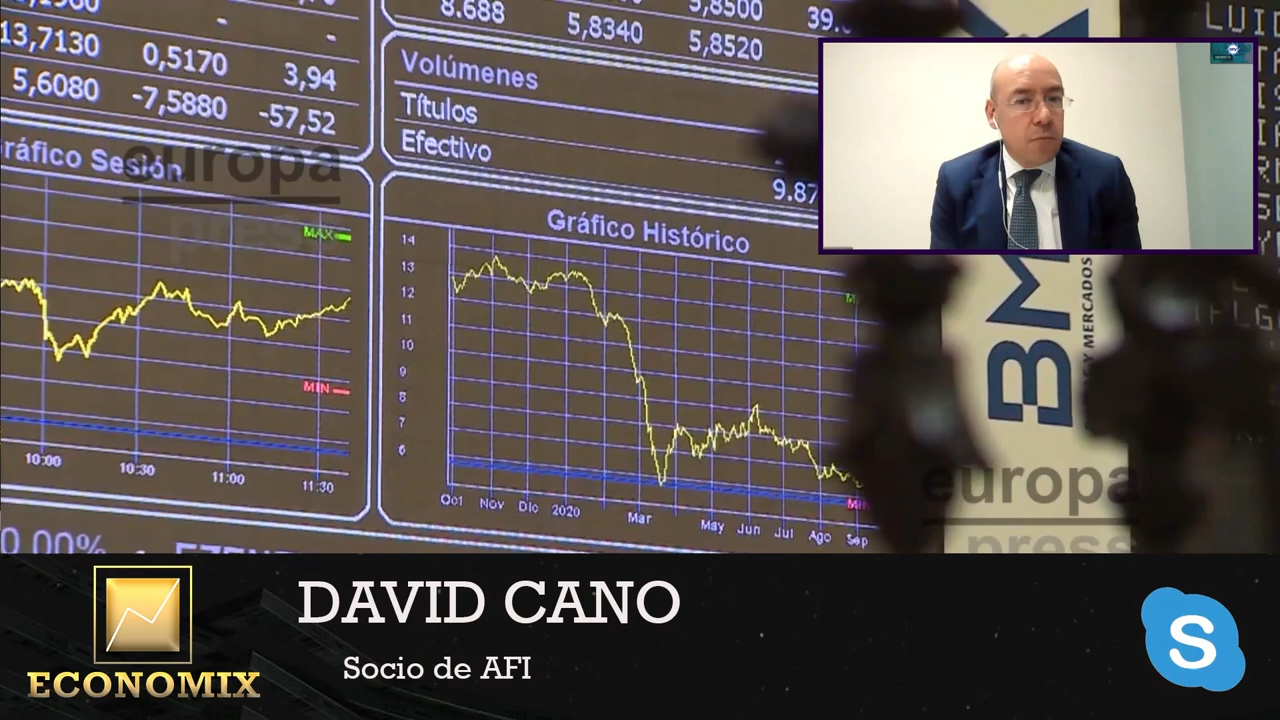 8.688
5,8340
5,8500
5,8520
39.
13,7130
0,5170
3,94
5,6080
-7,5880
-57,52
Volúmenes
Títulos
Efectivo
9.87
ráfico Sesión
MAX
MIN
10:00
10:30
11:00
11:30
Gráfico Histórico
14
13
12
11
10
9
8
7
6
Oct
Nov
Dic
2020
Mar
May
Jun
Jul
Ago
Sep
0,00%
BM
Y MERCADOS
europa
press
europa
press
DAVID CANO
Socio de AFI
ECONOMIX
S